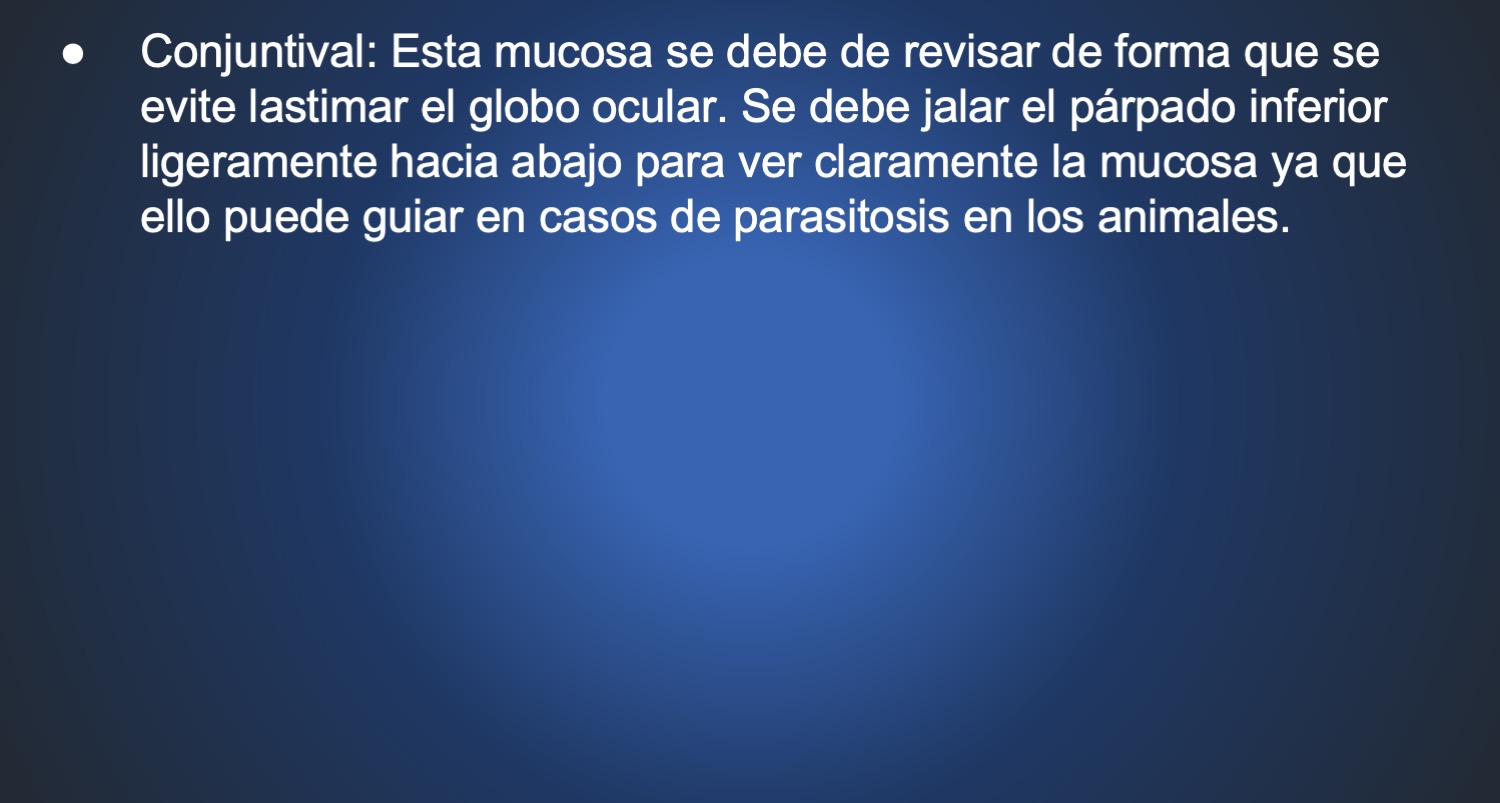 ● Conjuntival: Esta mucosa se debe de revisar de forma que se
evite lastimar el globo ocular. Se debe jalar el párpado inferior
ligeramente hacia abajo para ver claramente la mucosa ya que
ello puede guiar en casos de parasitosis en los animales.